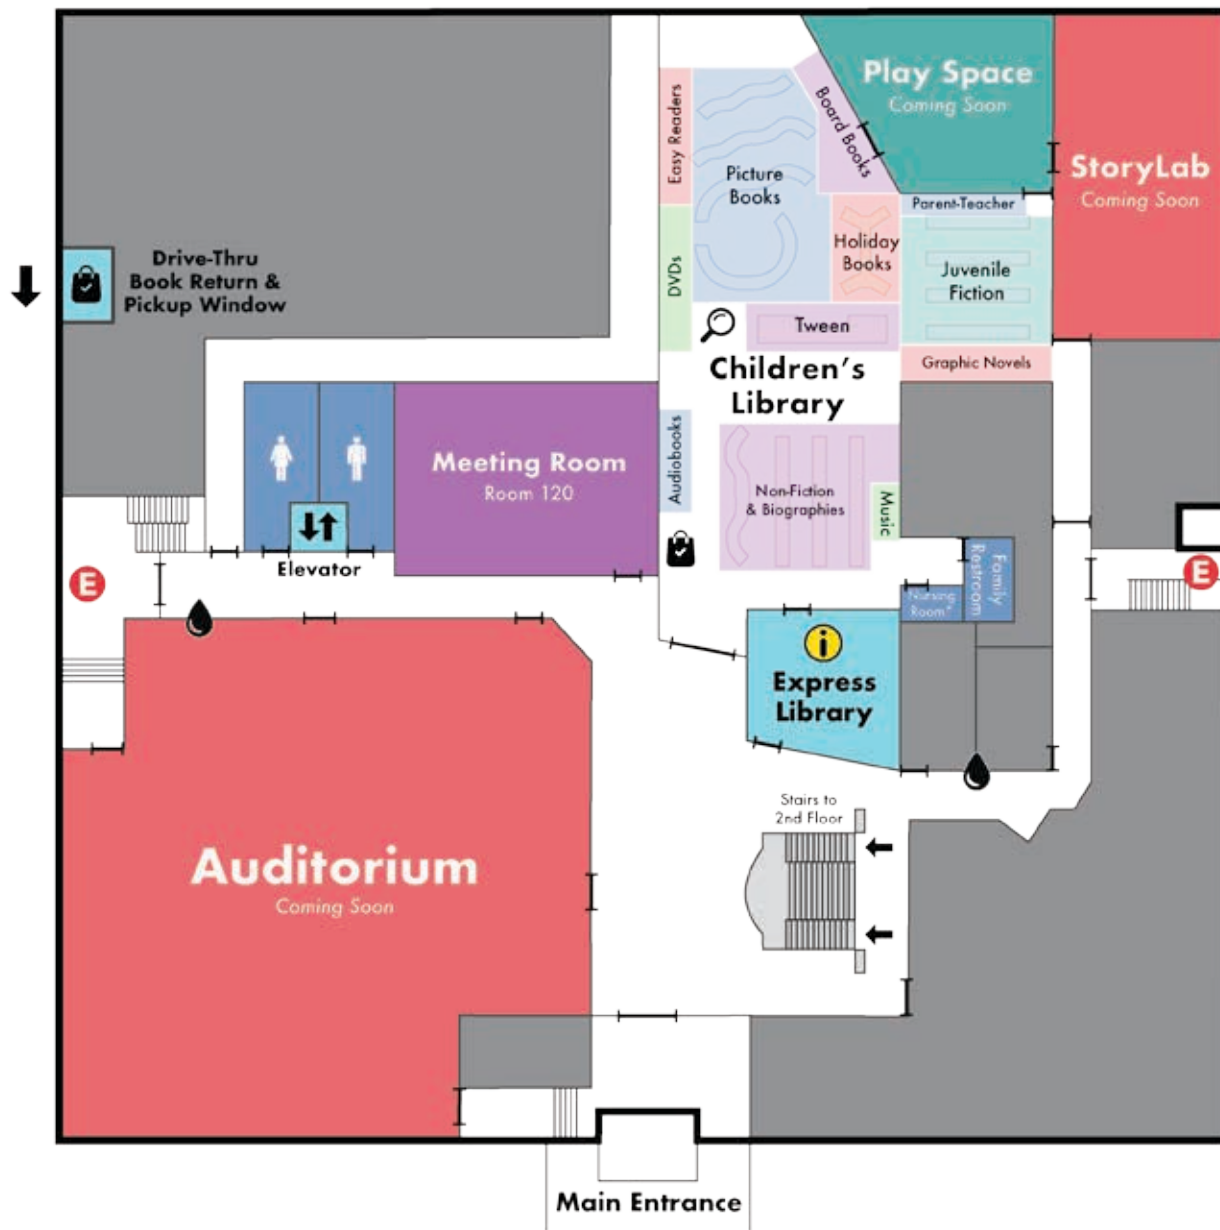 Play Space
Coming Soon
StoryLab
Coming Soon
Easy Readers
Picture
Books
Board Books
Parent-Teacher
Holiday
Books
Juvenile
Fiction
DVDs
Drive-Thru
Book Return &
Pickup Window
Tween
Graphic Novels
Children's
Library
Meeting Room
Room 120
Audiobooks
Non-Fiction
& Biographies
Music
Elevator
E
E
Family
Restroom
Nursing
Room*
i
Express
Library
Stairs to
2nd Floor
Auditorium
Coming Soon
Main Entrance